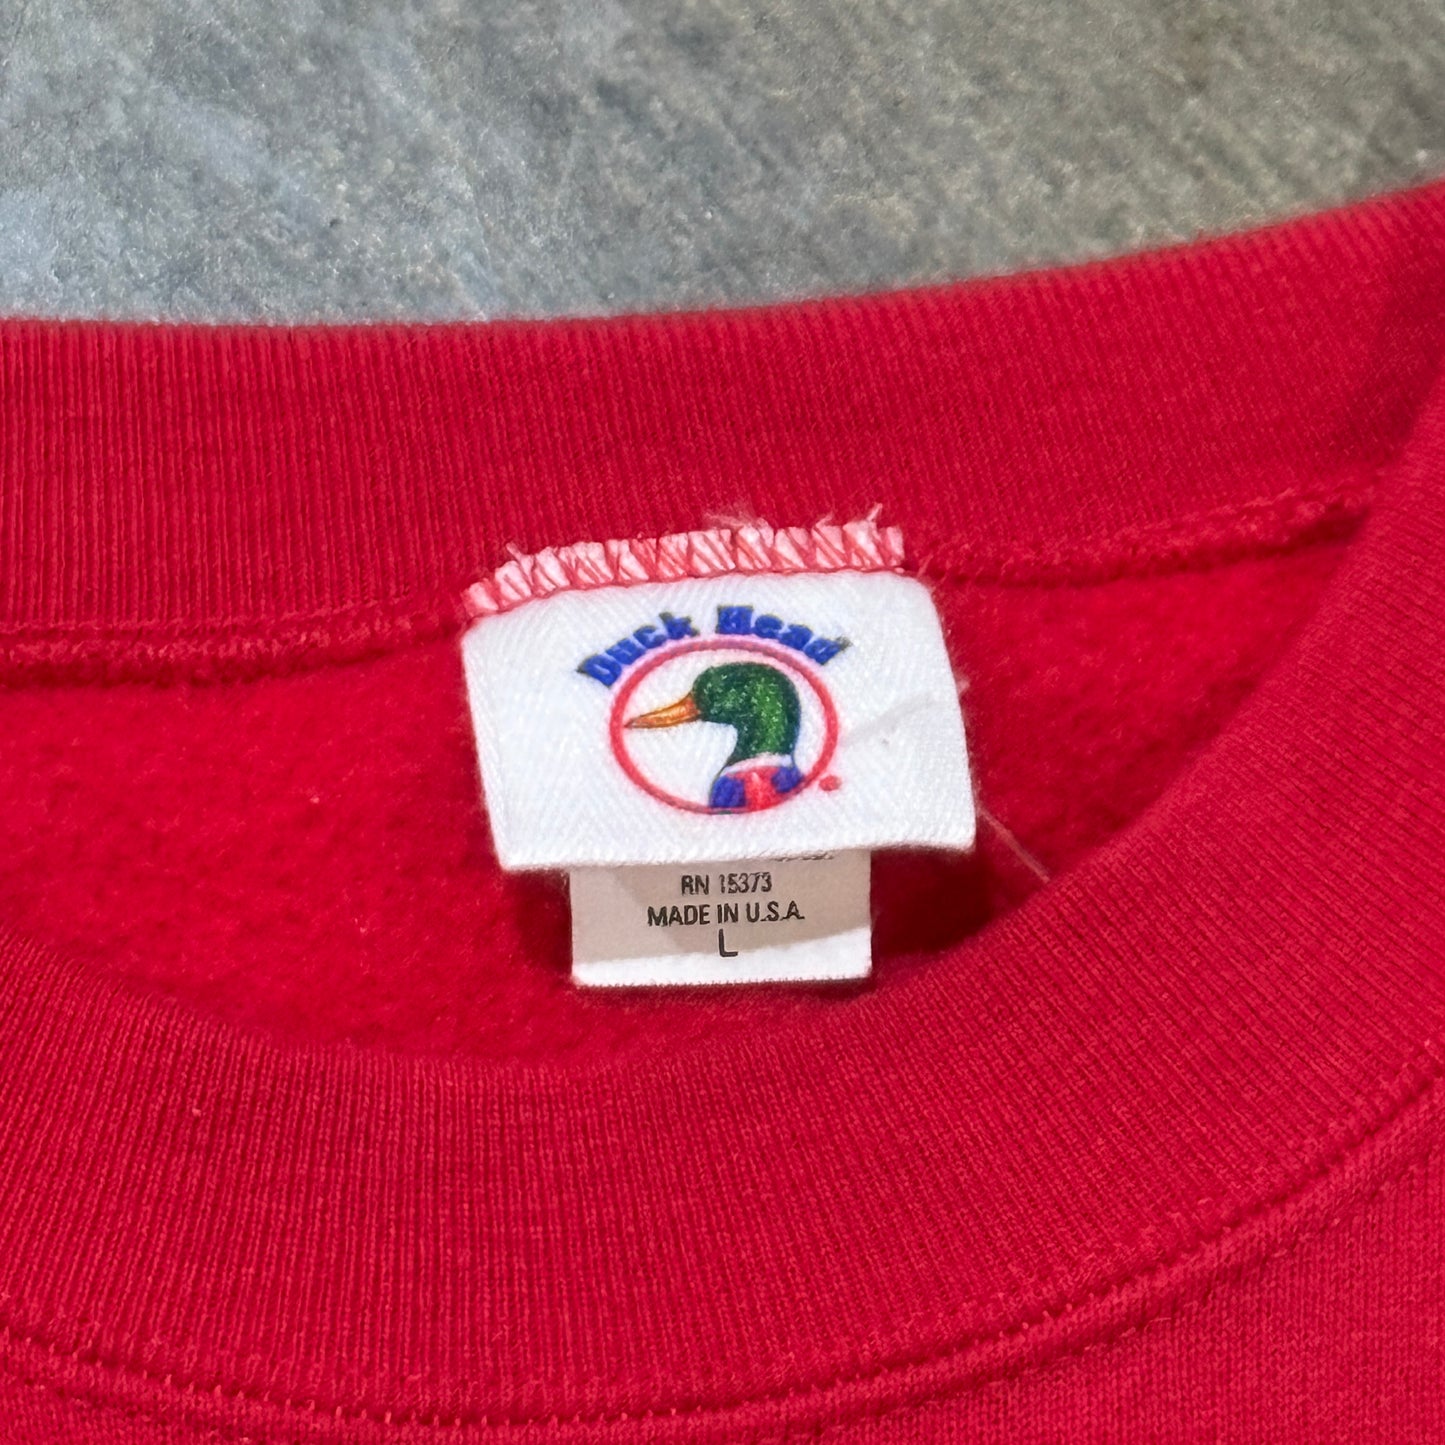 Duck Head
RN 15373
MADE IN U.S.A.
L